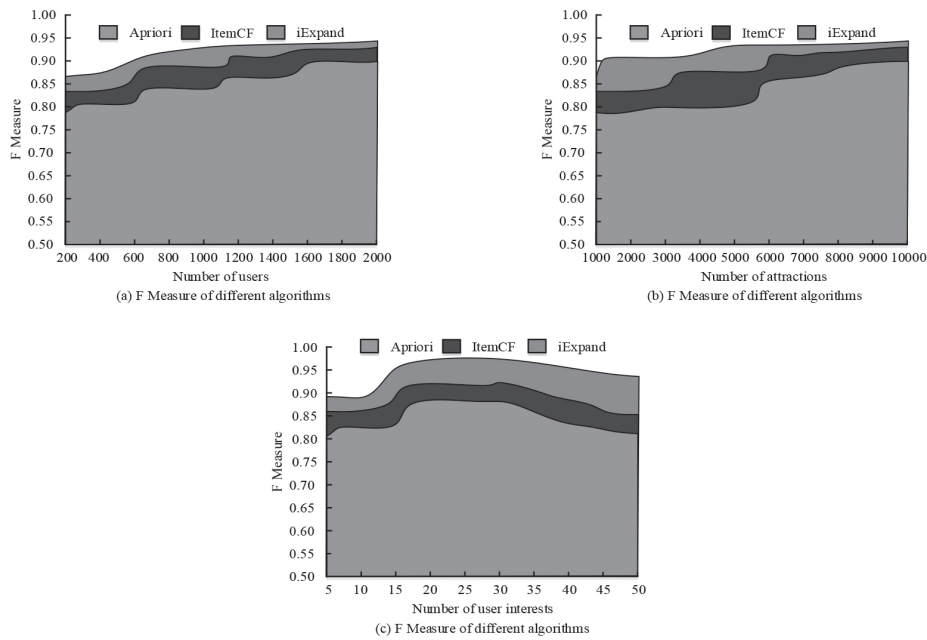 1.00
0.95
0.90
0.85
0.80
0.75
0.70
0.65
0.60
0.55
0.50
F Measure
Apriori ItemCF iExpand
200 400 600 800 1000 1200 1400 1600 1800 2000
Number of users
(a) F Measure of different algorithms
1.00
0.95
0.90
0.85
0.80
0.75
0.70
0.65
0.60
0.55
0.50
F Measure
Apriori ItemCF iExpand
1000 2000 3000 4000 5000 6000 7000 8000 9000 10000
Number of attractions
(b) F Measure of different algorithms
1.00
0.95
0.90
0.85
0.80
0.75
0.70
0.65
0.60
0.55
0.50
F Measure
Apriori ItemCF iExpand
5 10 15 20 25 30 35 40 45 50
Number of user interests
(c) F Measure of different algorithms